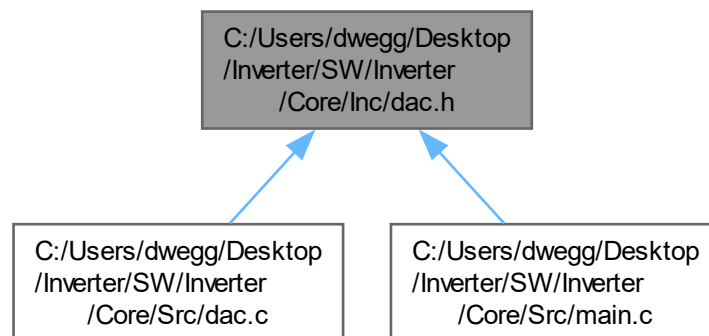 C:/Users/dwegg/Desktop
/Inverter/SW/Inverter
/Core/Inc/dac.h
C:/Users/dwegg/Desktop
/Inverter/SW/Inverter
/Core/Src/dac.c
C:/Users/dwegg/Desktop
/Inverter/SW/Inverter
/Core/Src/main.c